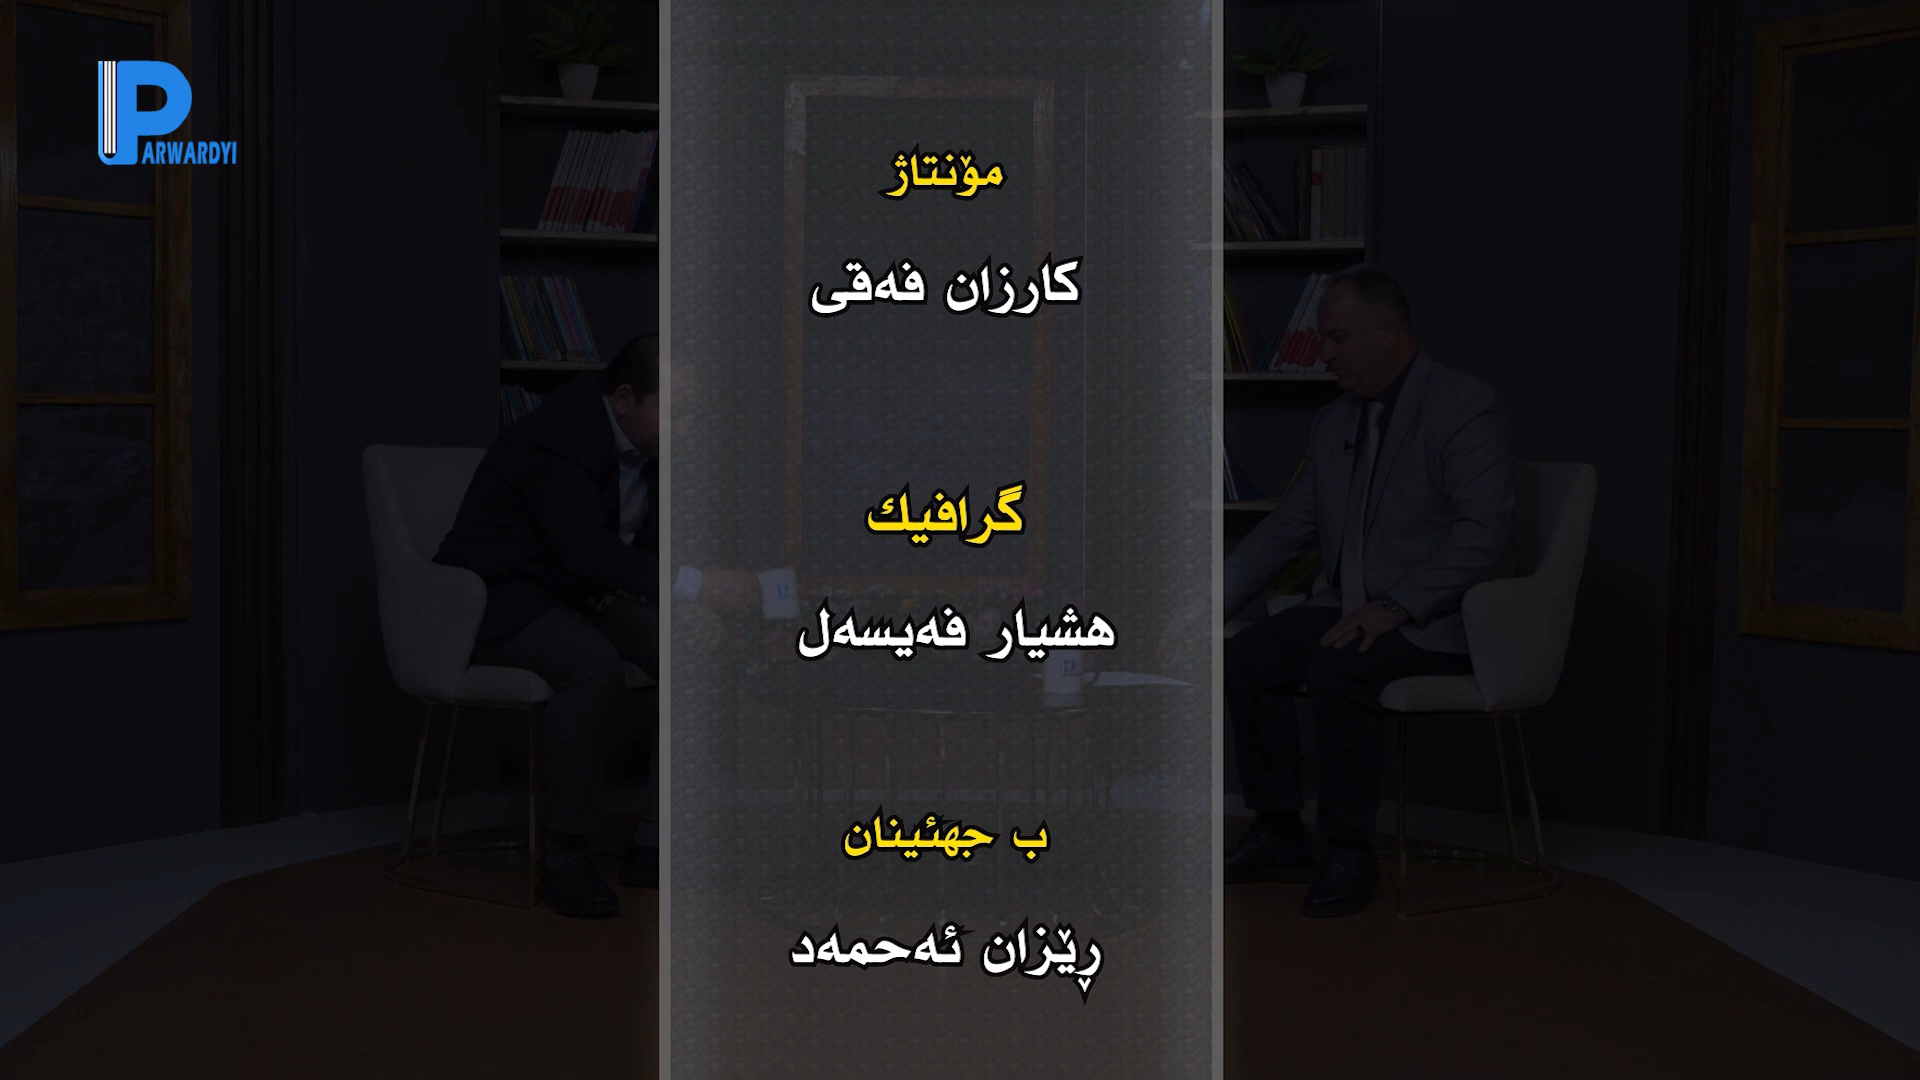 PARWARDYI
مۆنتاژ
کارزان فەقی
گرافیك
هشیار فەیسەل
ب جهئینان
ڕێزان ئەحمەد